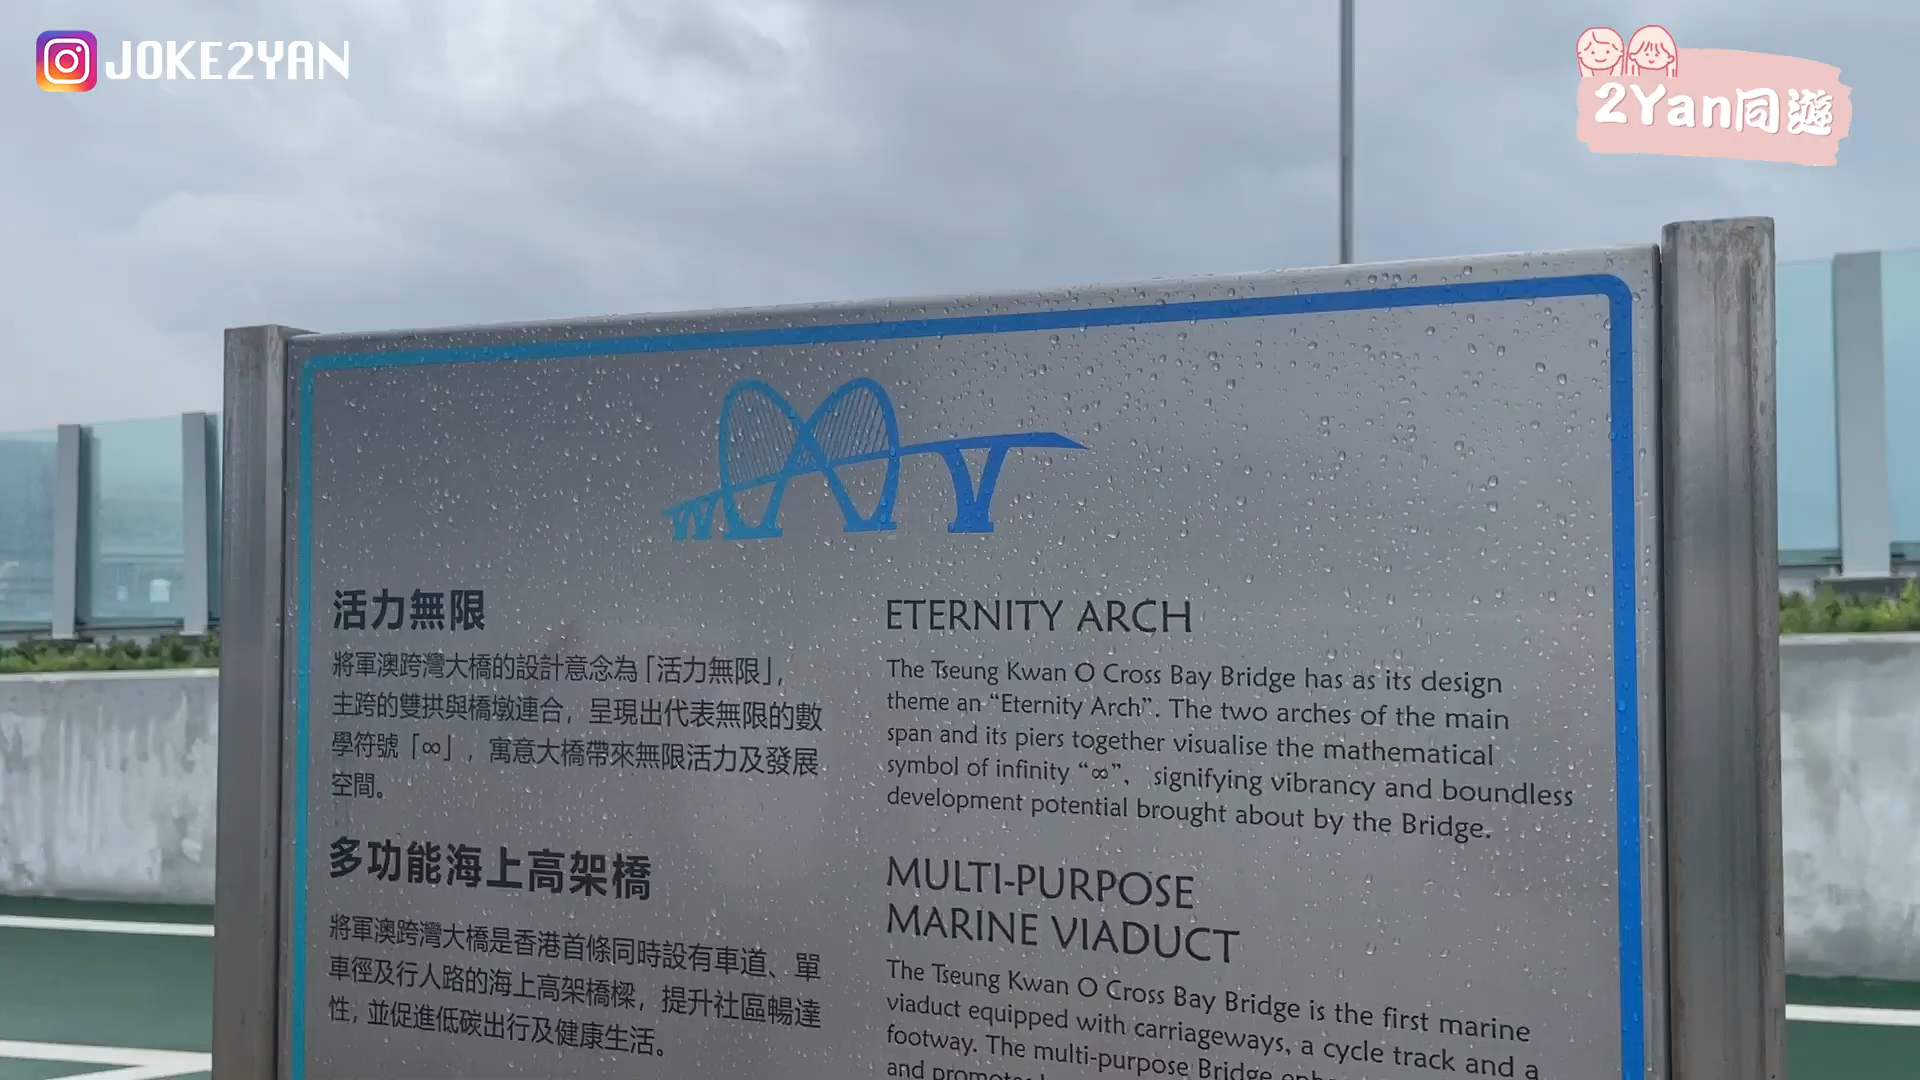 JOKE2YAN
2Yan同遊
活力無限
將軍澳跨灣大橋的設計意念為「活力無限」,
主跨的雙拱與橋墩連合，呈現出代表無限的數
學符號「∞」，寓意大橋帶來無限活力及發展
空間。
多功能海上高架橋
將軍澳跨灣大橋是香港首條同時設有車道、單
車徑及行人路的海上高架橋樑，提升社區暢達
性，並促進低碳出行及健康生活。
ETERNITY ARCH
The Tseung Kwan O Cross Bay Bridge has as its design
theme an “Eternity Arch”. The two arches of the main
span and its piers together visualise the mathematical
symbol of infinity “∞”, signifying vibrancy and boundless
development potential brought about by the Bridge.
MULTI-PURPOSE
MARINE VIADUCT
The Tseung Kwan O Cross Bay Bridge is the first marine
viaduct equipped with carriageways, a cycle track and a
footway. The multi-purpose Bridge
and